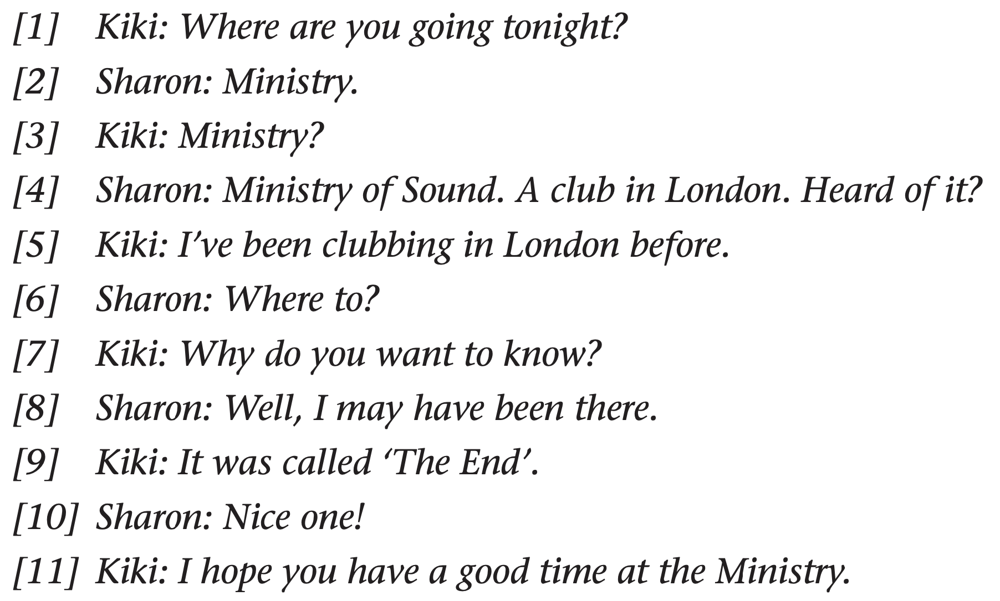 [1] Kiki: Where are you going tonight?
[2] Sharon: Ministry.
[3] Kiki: Ministry?
[4] Sharon: Ministry of Sound. A club in London. Heard of it?
[5] Kiki: I’ve been clubbing in London before.
[6] Sharon: Where to?
[7] Kiki: Why do you want to know?
[8] Sharon: Well, I may have been there.
[9] Kiki: It was called ‘The End’.
[10] Sharon: Nice one!
[11] Kiki: I hope you have a good time at the Ministry.